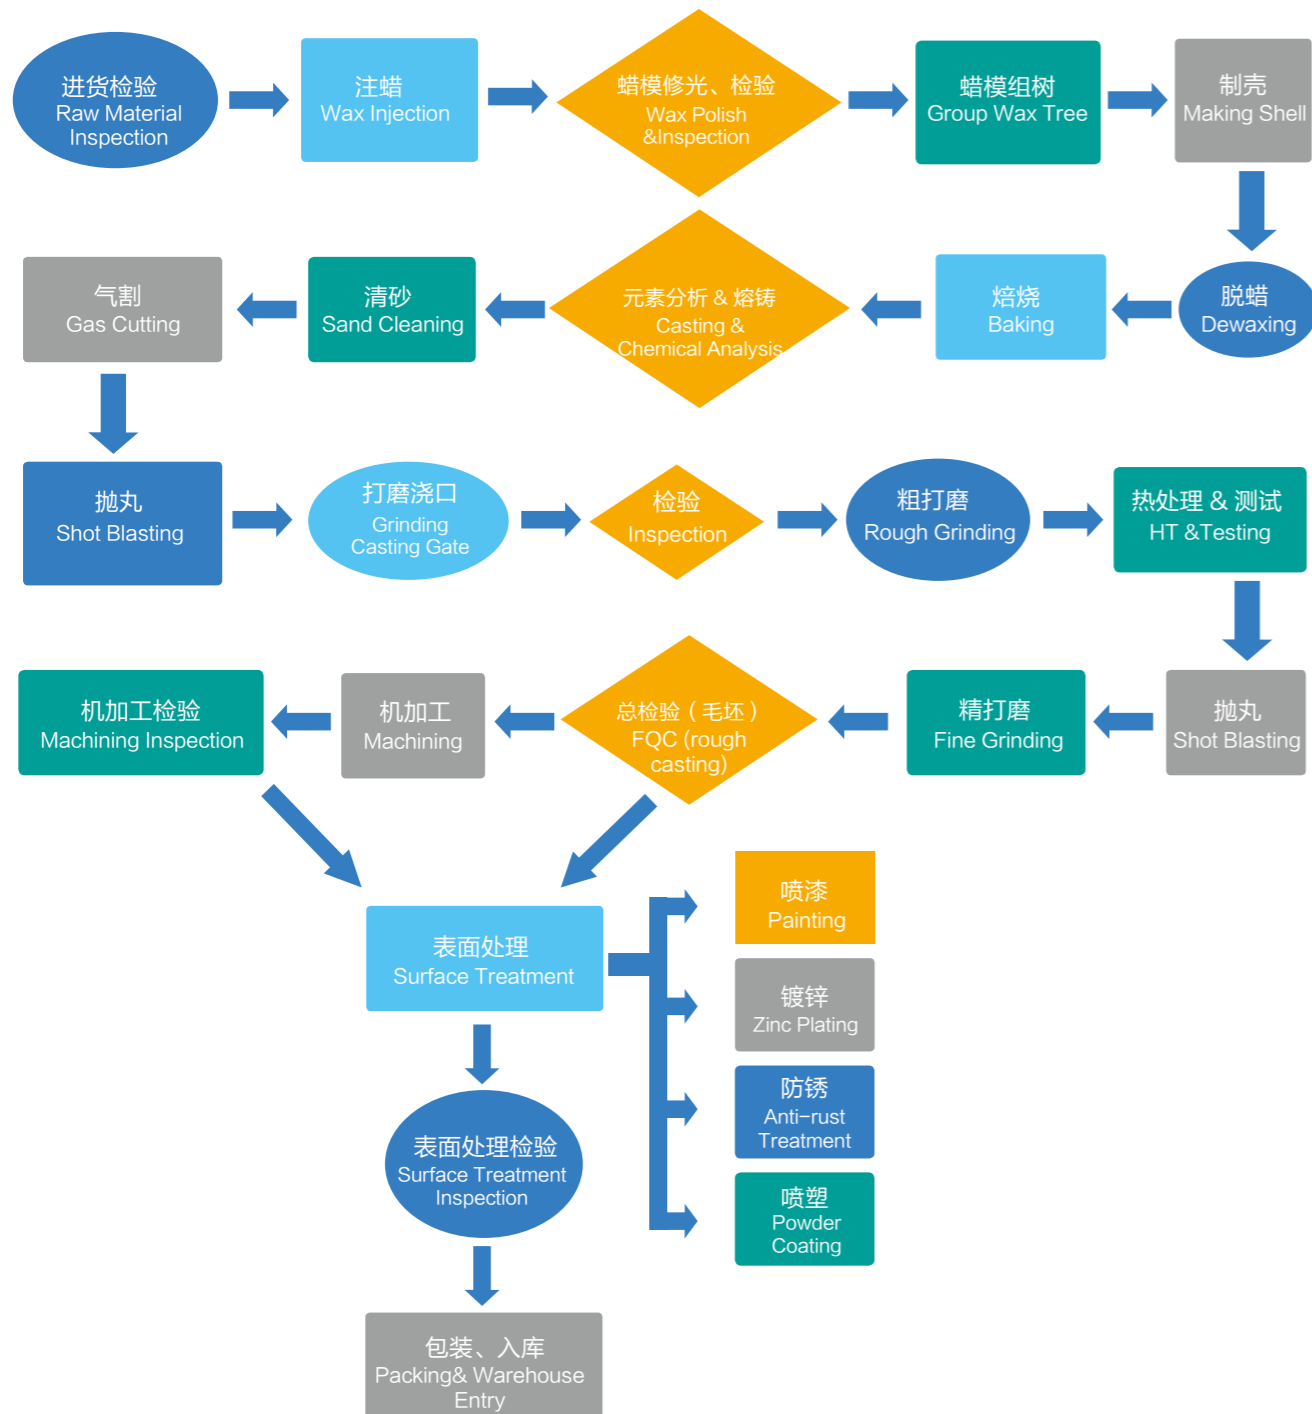 进货检验
Raw Material
Inspection
注蜡
Wax Injection
蜡模修光、检验
Wax Polish
&Inspection
蜡模组树
Group Wax Tree
制壳
Making Shell
气割
Gas Cutting
清砂
Sand Cleaning
元素分析 & 熔铸
Casting &
Chemical Analysis
焙烧
Baking
脱蜡
Dewaxing
抛丸
Shot Blasting
打磨浇口
Grinding
Casting Gate
检验
Inspection
粗打磨
Rough Grinding
热处理 & 测试
HT &Testing
机加工检验
Machining Inspection
机加工
Machining
总检验（毛坯）
FQC (rough
casting)
精打磨
Fine Grinding
抛丸
Shot Blasting
表面处理
Surface Treatment
喷漆
Painting
镀锌
Zinc Plating
防锈
Anti-rust
Treatment
喷塑
Powder
Coating
表面处理检验
Surface Treatment
Inspection
包装、入库
Packing& Warehouse
Entry